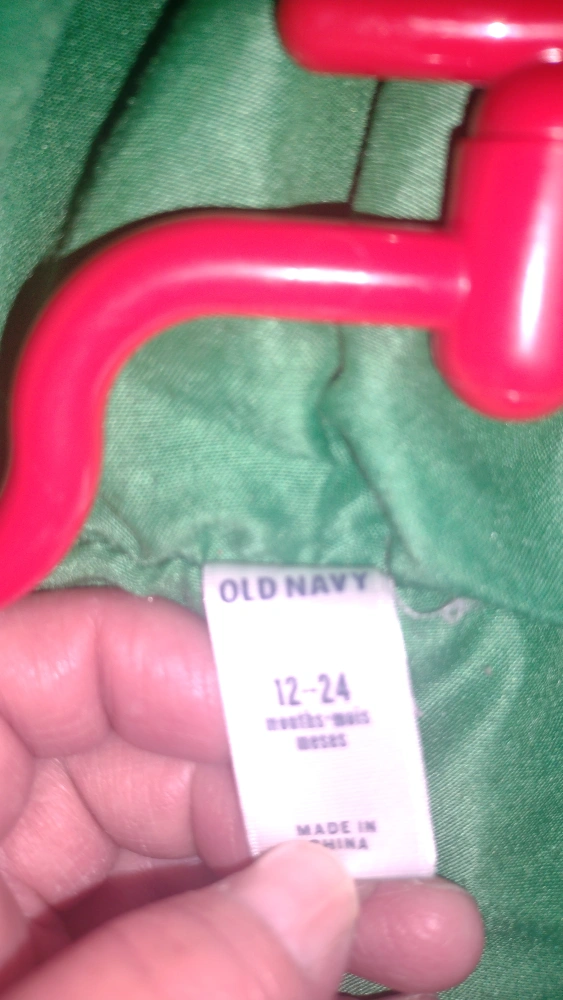 OLD NAVY
12-24
months-mois
meses
MADE IN
CHINA